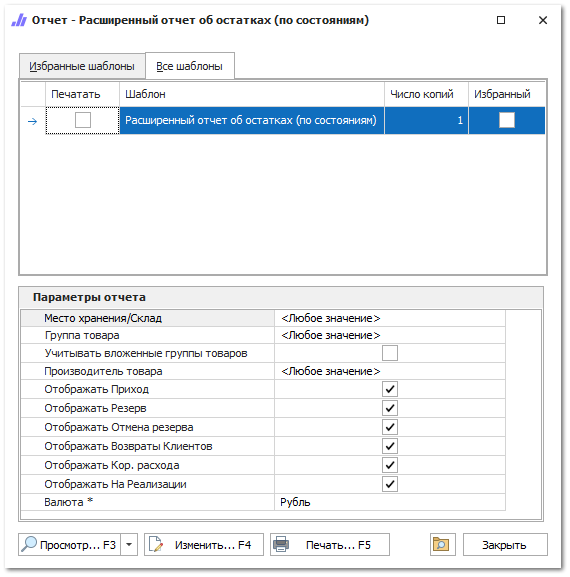 Отчет - Расширенный отчет об остатках (по состояниям)
Избранные шаблоны Все шаблоны
Печатать Шаблон Число копий Избранный
Расширенный отчет об остатках (по состояниям) 1
Параметры отчета
Место хранения/Склад <Любое значение>
Группа товара <Любое значение>
Учитывать вложенные группы товаров
Производитель товара <Любое значение>
Отображать Приход
Отображать Резерв
Отображать Отмена резерва
Отображать Возвраты Клиентов
Отображать Кор. расхода
Отображать На Реализации
Валюта * Рубль
Просмотр... F3 Изменить... F4 Печать... F5 Закрыть